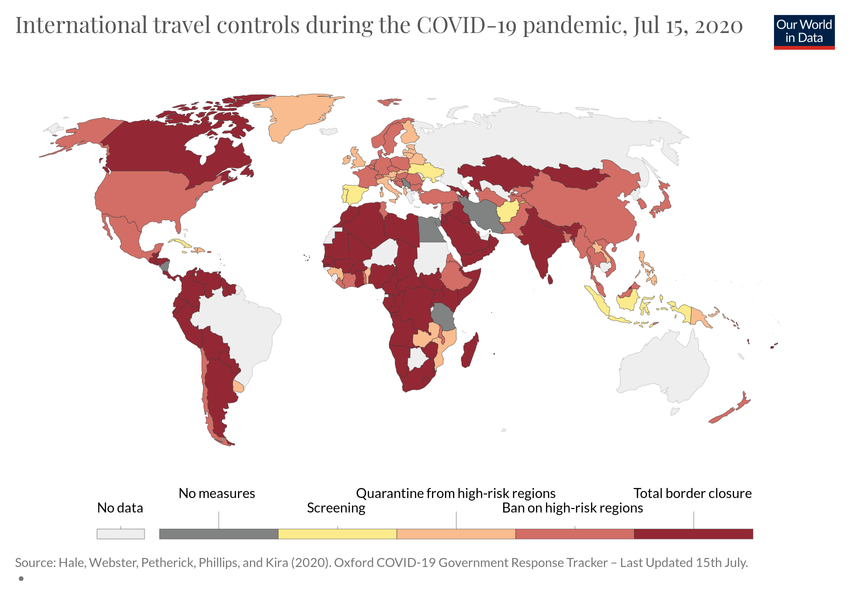 International travel controls during the COVID-19 pandemic, Jul 15, 2020
Our World
in Data
No data
No measures
Screening
Quarantine from high-risk regions
Ban on high-risk regions
Total border closure
Source: Hale, Webster, Petherick, Phillips, and Kira (2020). Oxford COVID-19 Government Response Tracker – Last Updated 15th July.